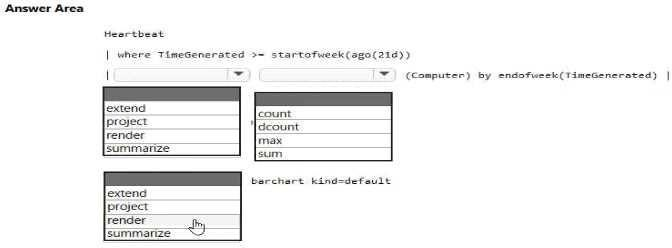 Answer Area
Heartbeat
| where TimeGenerated >= startofweek(ago(21d))
| (Computer) by endofweek(TimeGenerated) |
extend
project
render
summarize
count
dcount
max
sum
barchart kind=default
extend
project
render
summarize